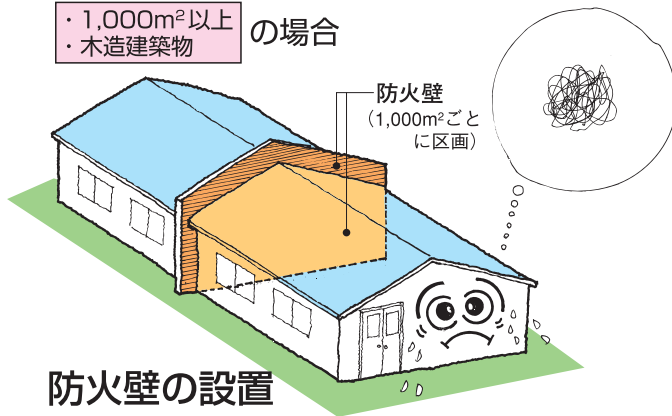 ・1,000m²以上
・木造建築物
の場合
防火壁
（1,000m²ごと
に区画）
防火壁の設置